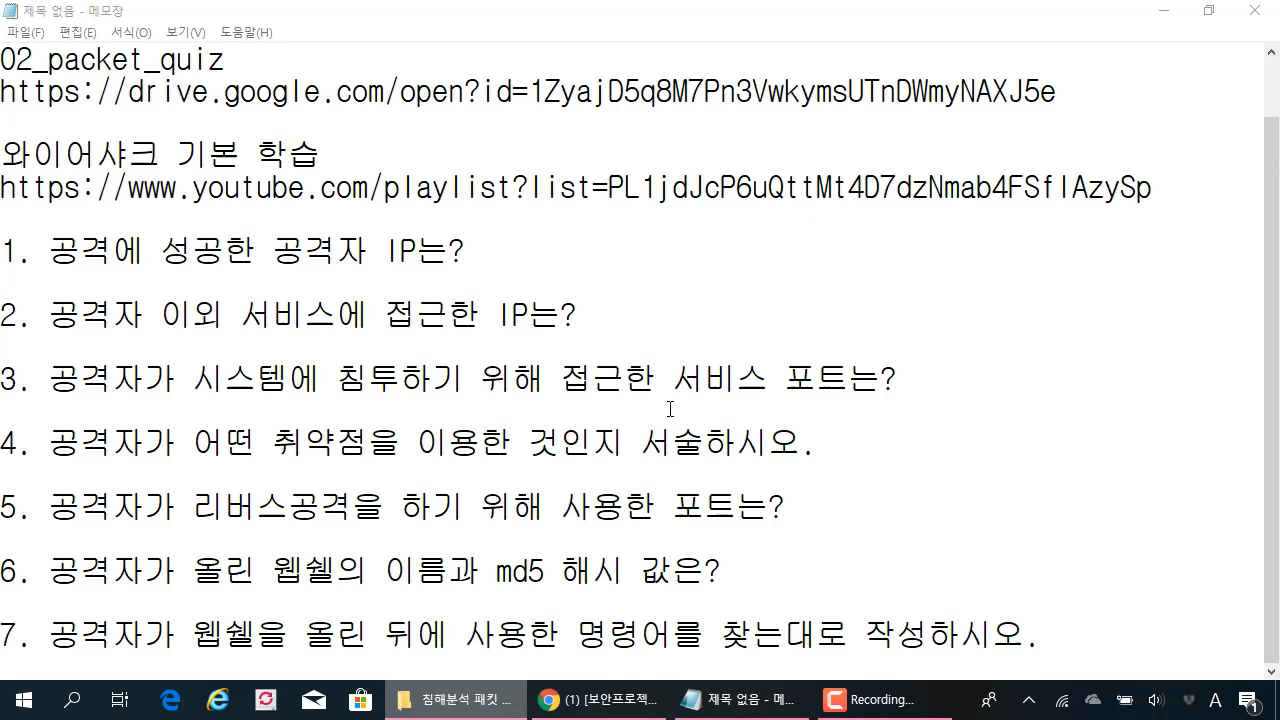 제목 없음 - 메모장
파일(F) 편집(E) 서식(O) 보기(V) 도움말(H)
02_packet_quiz
https://drive.google.com/open?id=1ZyajD5q8M7Pn3VwkymsUTnDWmyNAXJ5e
와이어샤크 기본 학습
https://www.youtube.com/playlist?list=PL1jdJcP6uQttMt4D7dzNmab4FSflAzySp
1. 공격에 성공한 공격자 IP는?
2. 공격자 이외 서비스에 접근한 IP는?
3. 공격자가 시스템에 침투하기 위해 접근한 서비스 포트는?
4. 공격자가 어떤 취약점을 이용한 것인지 서술하시오.
5. 공격자가 리버스공격을 하기 위해 사용한 포트는?
6. 공격자가 올린 웹쉘의 이름과 md5 해시 값은?
7. 공격자가 웹쉘을 올린 뒤에 사용한 명령어를 찾는대로 작성하시오.
침해분석 패킷 ... (1) [보안프로젝... 제목 없음 - 메... Recording... A 1